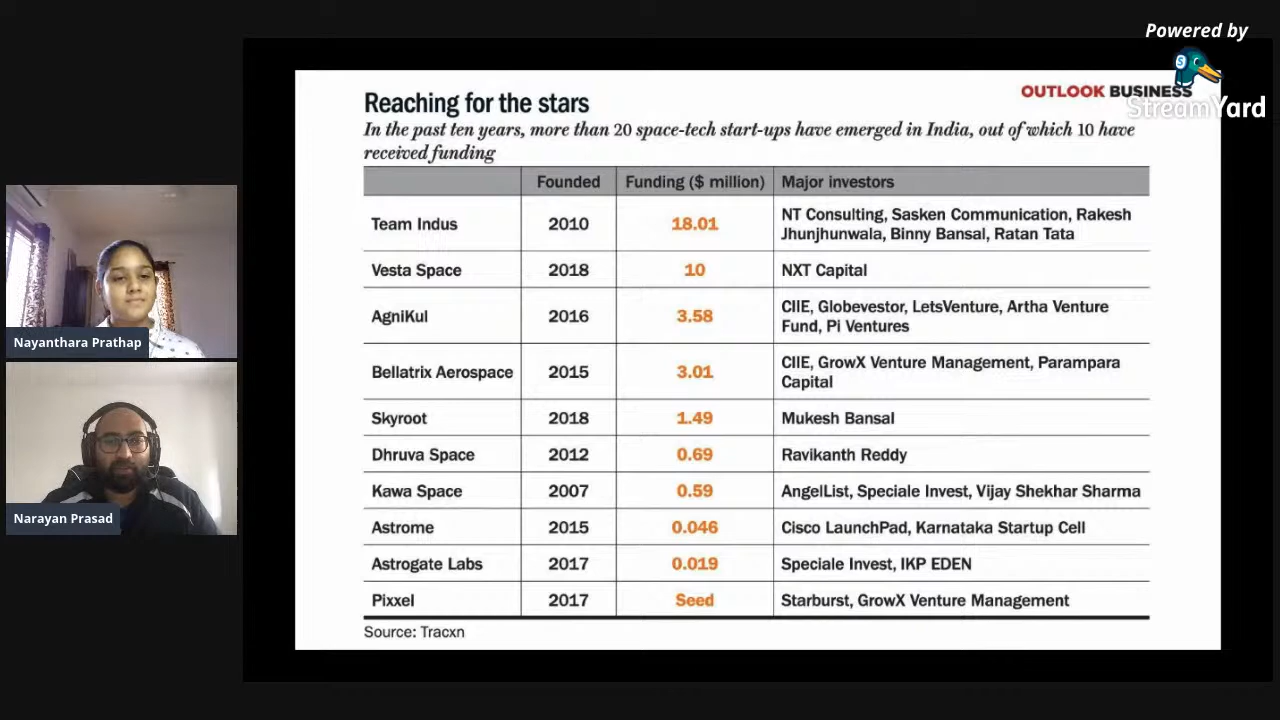 Powered by
StreamYard
OUTLOOK BUSINESS
Reaching for the stars
In the past ten years, more than 20 space-tech start-ups have emerged in India, out of which 10 have
received funding
Founded Funding ($ million) Major investors
Team Indus 2010 18.01 NT Consulting, Sasken Communication, Rakesh
Jhunjhunwala, Binny Bansal, Ratan Tata
Vesta Space 2018 10 NXT Capital
AgniKul 2016 3.58 CIIE, Globevestor, LetsVenture, Artha Venture
Fund, Pi Ventures
Bellatrix Aerospace 2015 3.01 CIIE, GrowX Venture Management, Parampara
Capital
Skyroot 2018 1.49 Mukesh Bansal
Dhruva Space 2012 0.69 Ravikanth Reddy
Kawa Space 2007 0.59 AngelList, Speciale Invest, Vijay Shekhar Sharma
Astrome 2015 0.046 Cisco LaunchPad, Karnataka Startup Cell
Astrogate Labs 2017 0.019 Speciale Invest, IKP EDEN
Pixxel 2017 Seed Starburst, GrowX Venture Management
Source: Tracxn
Nayanthara Prathap
Narayan Prasad